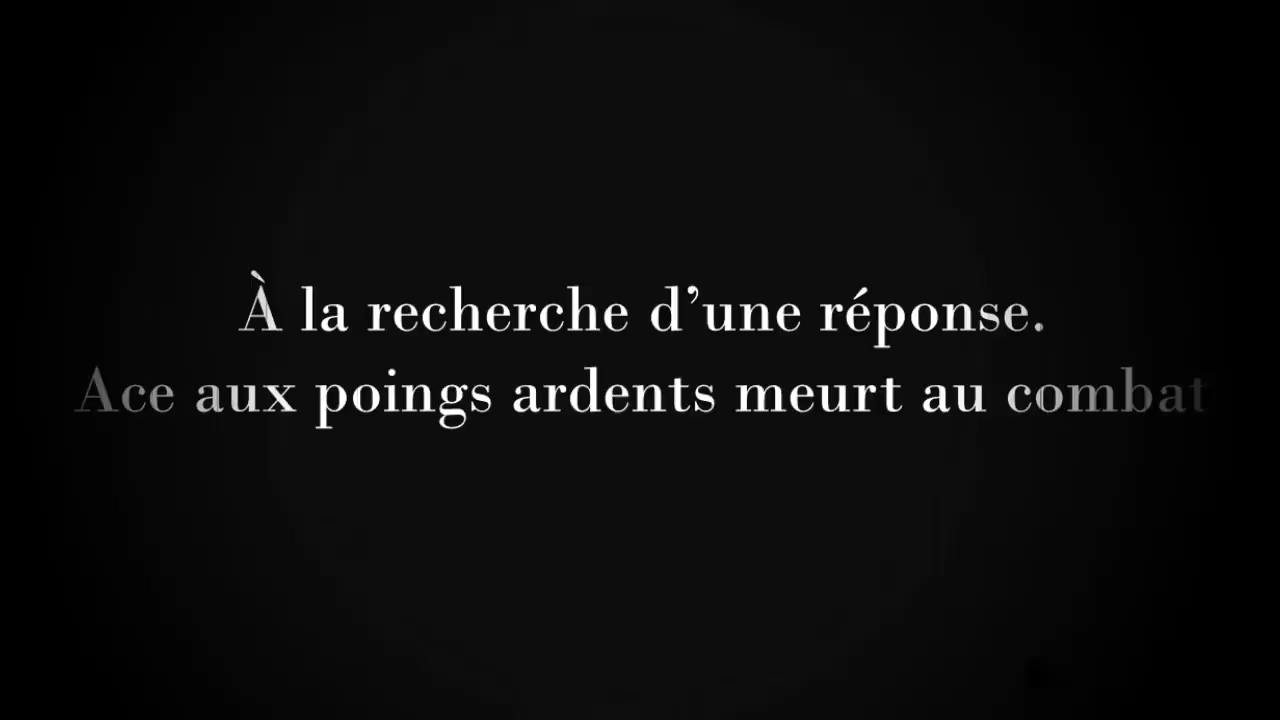 À la recherche d’une réponse.
Ace aux poings ardents meurt au combat